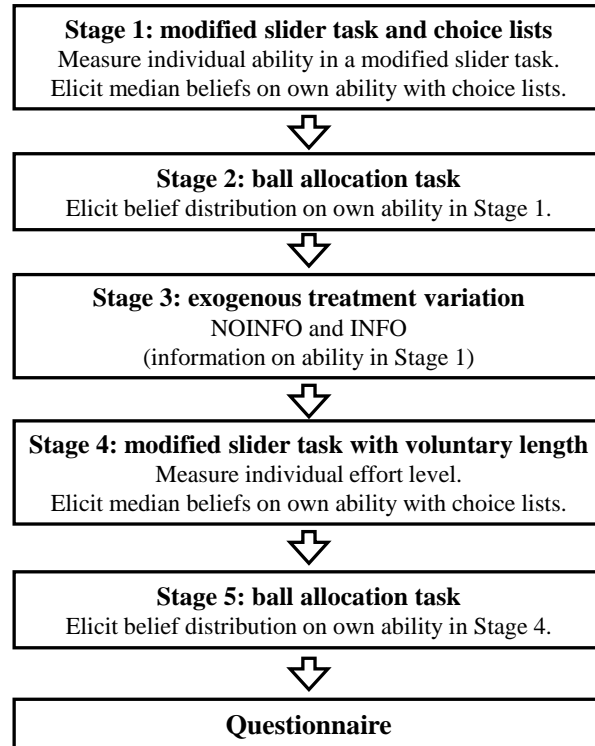 Stage 1: modified slider task and choice lists
Measure individual ability in a modified slider task.
Elicit median beliefs on own ability with choice lists.
Stage 2: ball allocation task
Elicit belief distribution on own ability in Stage 1.
Stage 3: exogenous treatment variation
NOINFO and INFO
(information on ability in Stage 1)
Stage 4: modified slider task with voluntary length
Measure individual effort level.
Elicit median beliefs on own ability with choice lists.
Stage 5: ball allocation task
Elicit belief distribution on own ability in Stage 4.
Questionnaire